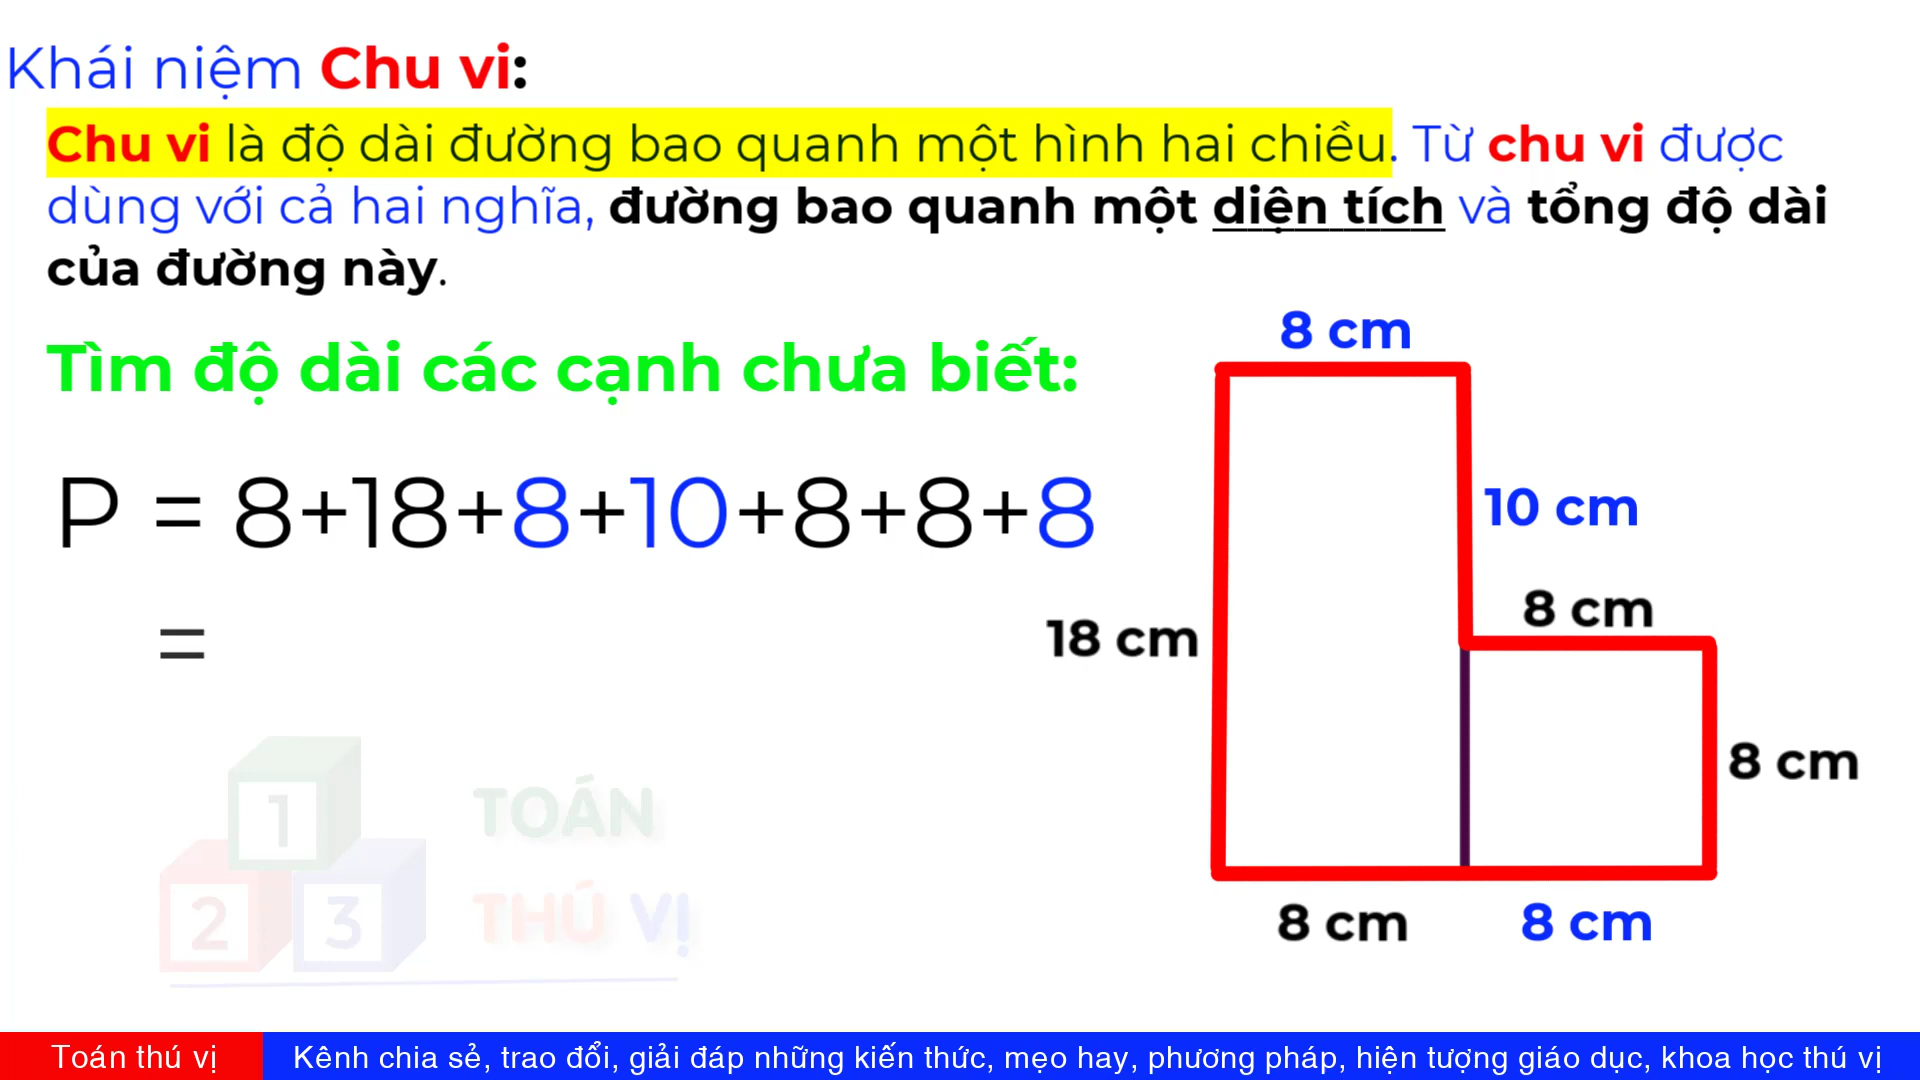 Khái niệm Chu vi:
Chu vi là độ dài đường bao quanh một hình hai chiều. Từ chu vi được
dùng với cả hai nghĩa, đường bao quanh một diện tích và tổng độ dài
của đường này.
Tìm độ dài các cạnh chưa biết:
P = 8+18+8+10+8+8+8
=
8 cm
10 cm
8 cm
18 cm
8 cm
8 cm
8 cm
1
2
3
TOÁN
THÚ VỊ
Toán thú vị
Kênh chia sẻ, trao đổi, giải đáp những kiến thức, mẹo hay, phương pháp, hiện tượng giáo dục, khoa học thú vị